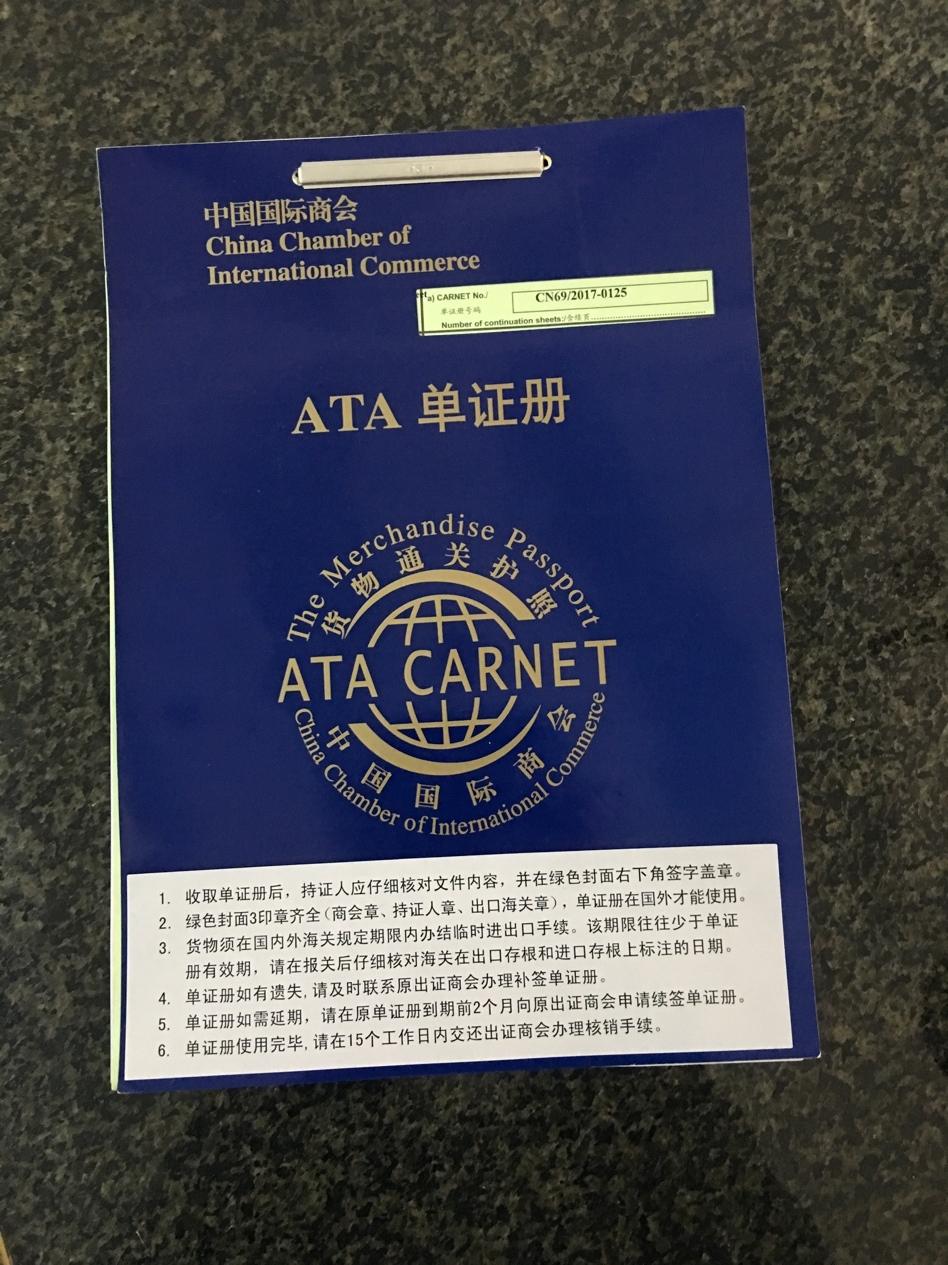 中国国际商会
China Chamber of
International Commerce
a) CARNET No./
CN69/2017-0125
单证册号码
Number of continuation sheets:/含续页
ATA 单证册
The Merchandise Passport
货物通关护照
ATA CARNET
中国国际商会
China Chamber of International Commerce
1. 收取单证册后，持证人应仔细核对文件内容，并在绿色封面右下角签字盖章。
2. 绿色封面3印章齐全（商会章、持证人章、出口海关章），单证册在国外才能使用。
3. 货物须在国内外海关规定期限内办结临时进出口手续。该期限往往少于单证
册有效期，请在报关后仔细核对海关在出口存根和进口存根上标注的日期。
4. 单证册如有遗失,请及时联系原出证商会办理补签单证册。
5. 单证册如需延期，请在原单证册到期前2个月向原出证商会申请续签单证册。
6. 单证册使用完毕,请在15个工作日内交还出证商会办理核销手续。